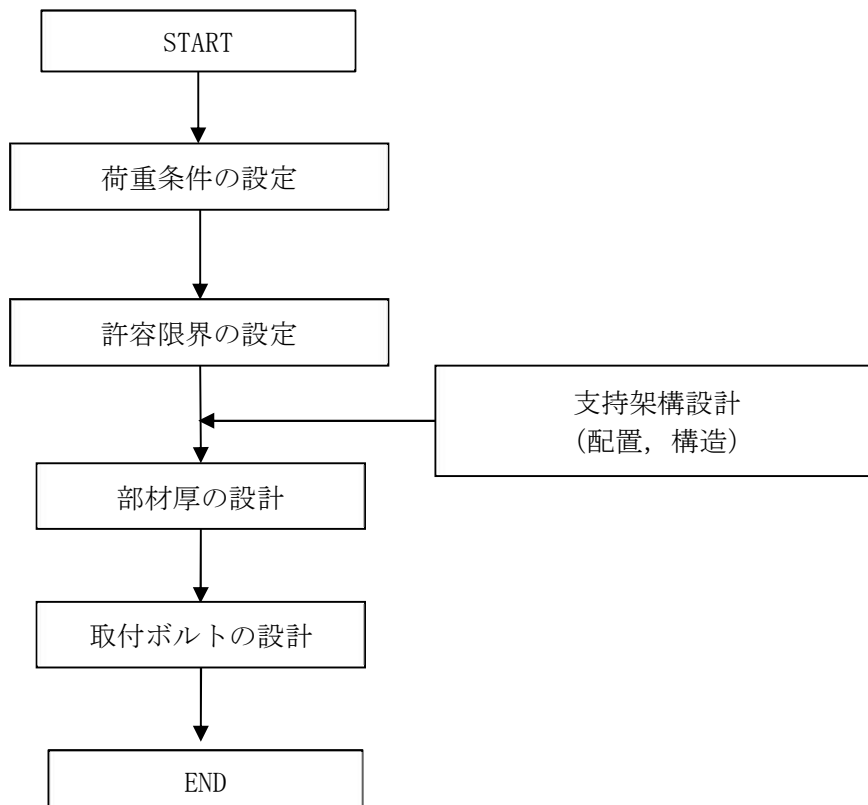 START
荷重条件の設定
許容限界の設定
支持架構設計
(配置, 構造)
部材厚の設計
取付ボルトの設計
END